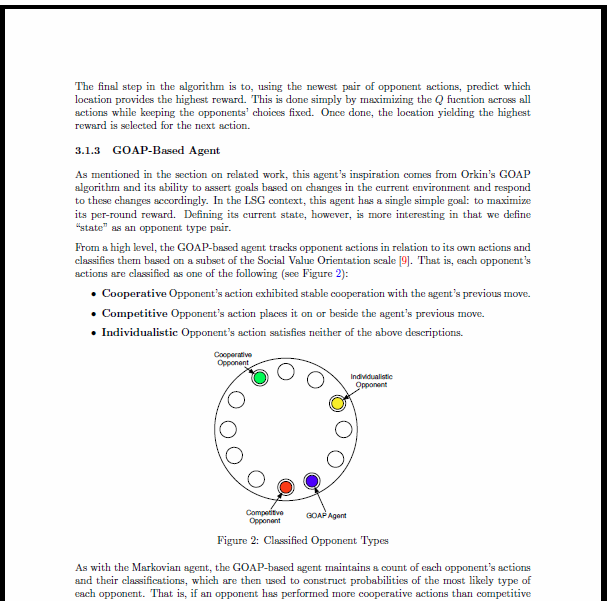 The final step in the algorithm is to, using the newest pair of opponent actions, predict which
location provides the highest reward. This is done simply by maximizing the Q fucntion across all
actions while keeping the opponents' choices fixed. Once done, the location yielding the highest
reward is selected for the next action.
3.1.3 GOAP-Based Agent
As mentioned in the section on related work, this agent's inspiration comes from Orkin's GOAP
algorithm and its ability to assert goals based on changes in the current environment and respond
to these changes accordingly. In the LSG context, this agent has a single simple goal: to maximize
its per-round reward. Defining its current state, however, is more interesting in that we define
"state" as an opponent type pair.
From a high level, the GOAP-based agent tracks opponent actions in relation to its own actions and
classifies them based on a subset of the Social Value Orientation scale [9]. That is, each opponent's
actions are classified as one of the following (see Figure 2):
• Cooperative Opponent's action exhibited stable cooperation with the agent's previous move.
• Competitive Opponent's action places it on or beside the agent's previous move.
• Individualistic Opponent's action satisfies neither of the above descriptions.
Cooperative
Opponent
Individualistic
Opponent
Competitive
Opponent
GOAP Agent
Figure 2: Classified Opponent Types
As with the Markovian agent, the GOAP-based agent maintains a count of each opponent's actions
and their classifications, which are then used to construct probabilities of the most likely type of
each opponent. That is, if an opponent has performed more cooperative actions than competitive